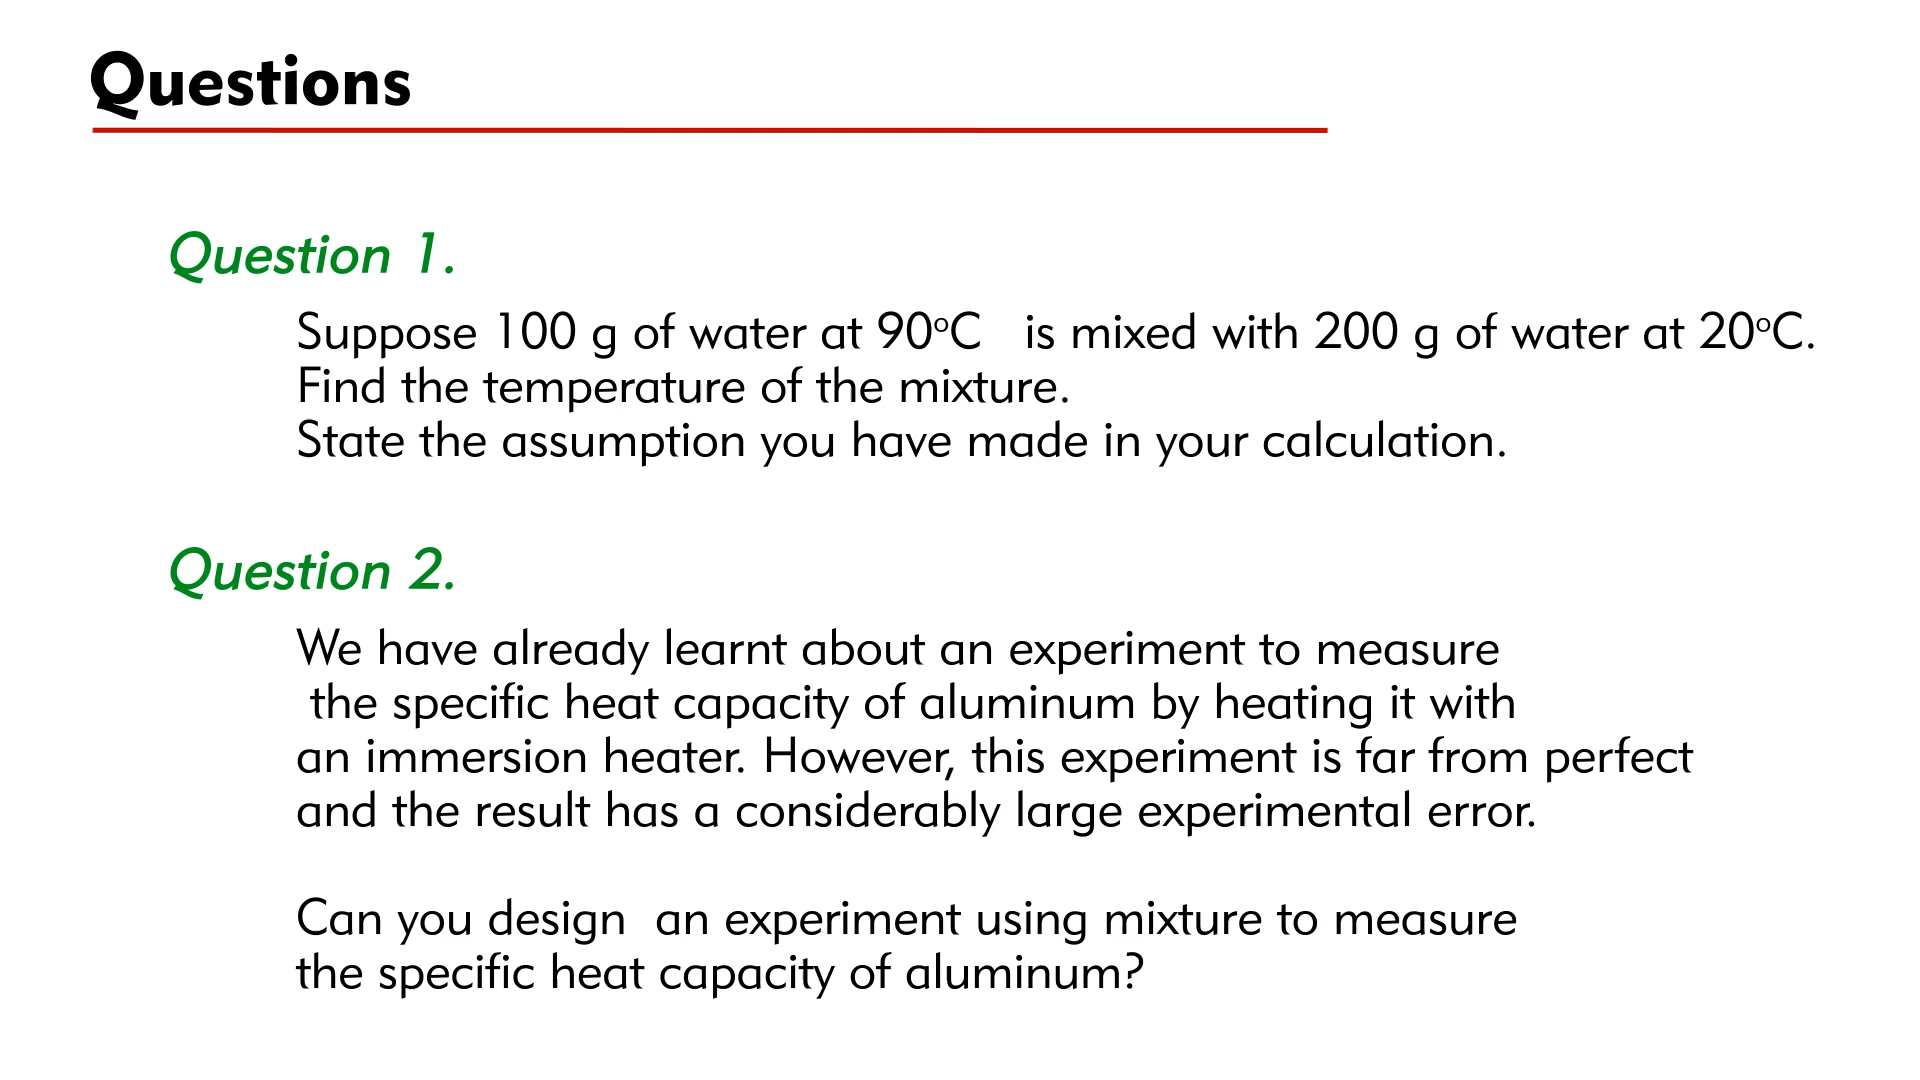 Questions
Question 1.
Suppose 100 g of water at 90°C is mixed with 200 g of water at 20°C.
Find the temperature of the mixture.
State the assumption you have made in your calculation.
Question 2.
We have already learnt about an experiment to measure
the specific heat capacity of aluminum by heating it with
an immersion heater. However, this experiment is far from perfect
and the result has a considerably large experimental error.
Can you design an experiment using mixture to measure
the specific heat capacity of aluminum?